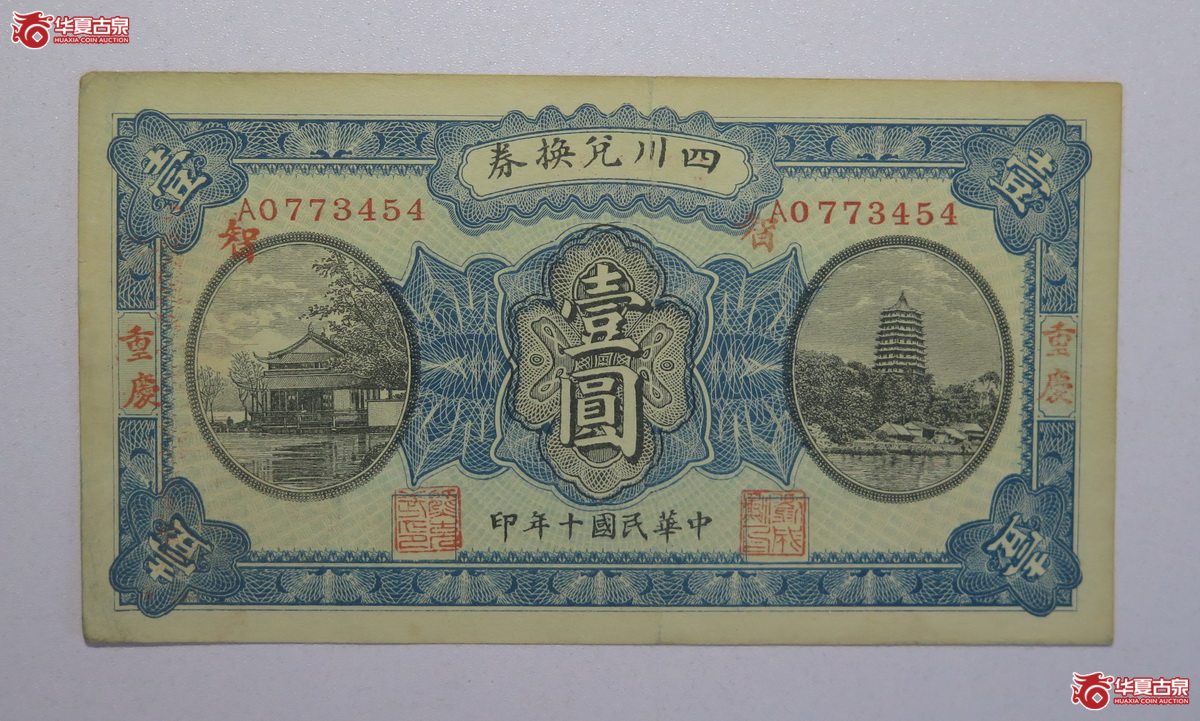 华夏古泉
HUAXIA COIN AUCTION
四川兌換券
壹
壹
A0773454
A0773454
智
智
重慶
重慶
壹圓
中華民國十年印
壹
壹
华夏古泉
HUAXIA COIN AUCTION